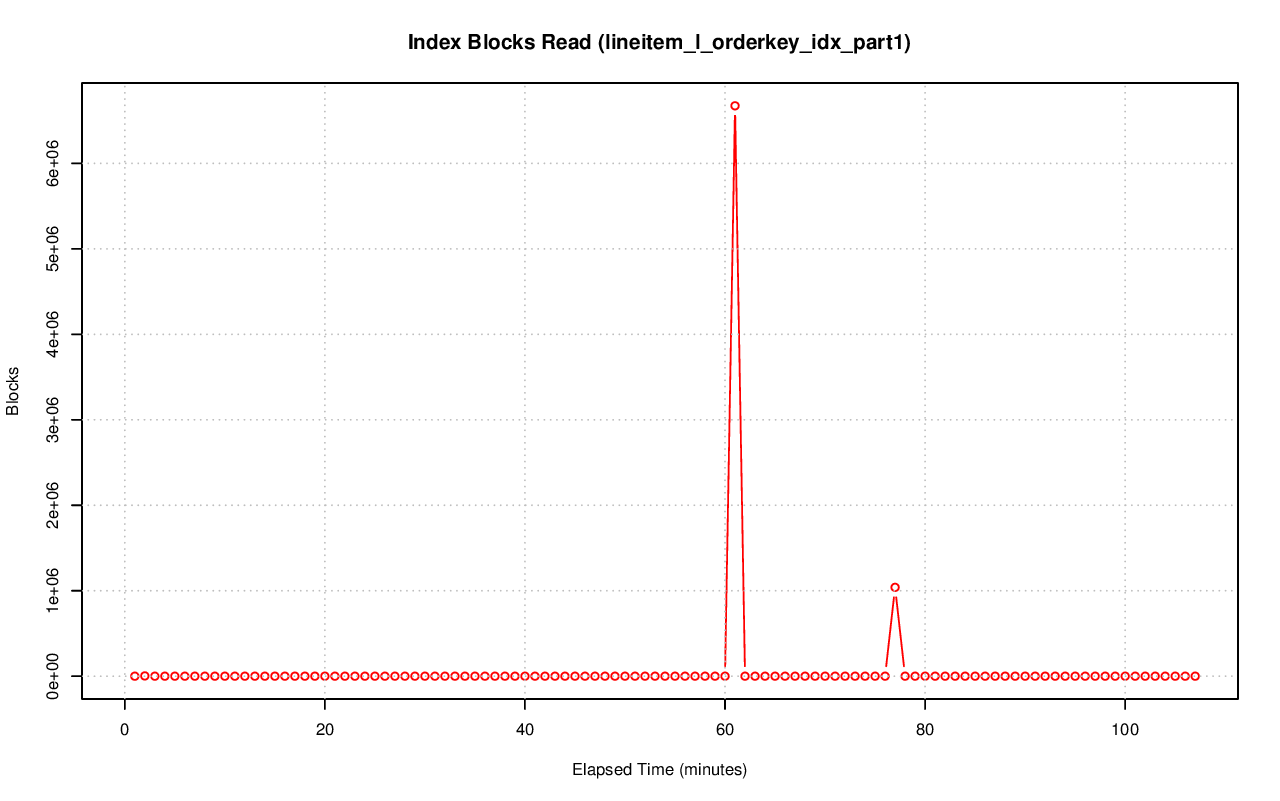 Index Blocks Read (lineitem_l_orderkey_idx_part1)
Blocks
6e+06
5e+06
4e+06
3e+06
2e+06
1e+06
0e+00
0 20 40 60 80 100
Elapsed Time (minutes)